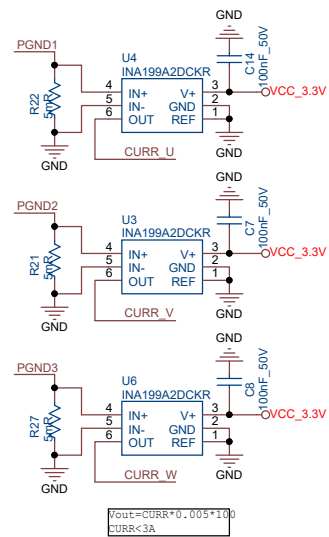 GND
PGND1
U4
INA199A2DCKR
C14
100nF_50V
R22
5mR
4 IN+ V+ 3
5 IN- GND 2
6 OUT REF 1
VCC_3.3V
GND
CURR_U
GND
GND
PGND2
U3
INA199A2DCKR
C7
100nF_50V
R21
5mR
4 IN+ V+ 3
5 IN- GND 2
6 OUT REF 1
VCC_3.3V
GND
CURR_V
GND
GND
PGND3
U6
INA199A2DCKR
C8
100nF_50V
R27
5mR
4 IN+ V+ 3
5 IN- GND 2
6 OUT REF 1
VCC_3.3V
GND
CURR_W
GND
Vout=CURR*0.005*100
CURR<3A